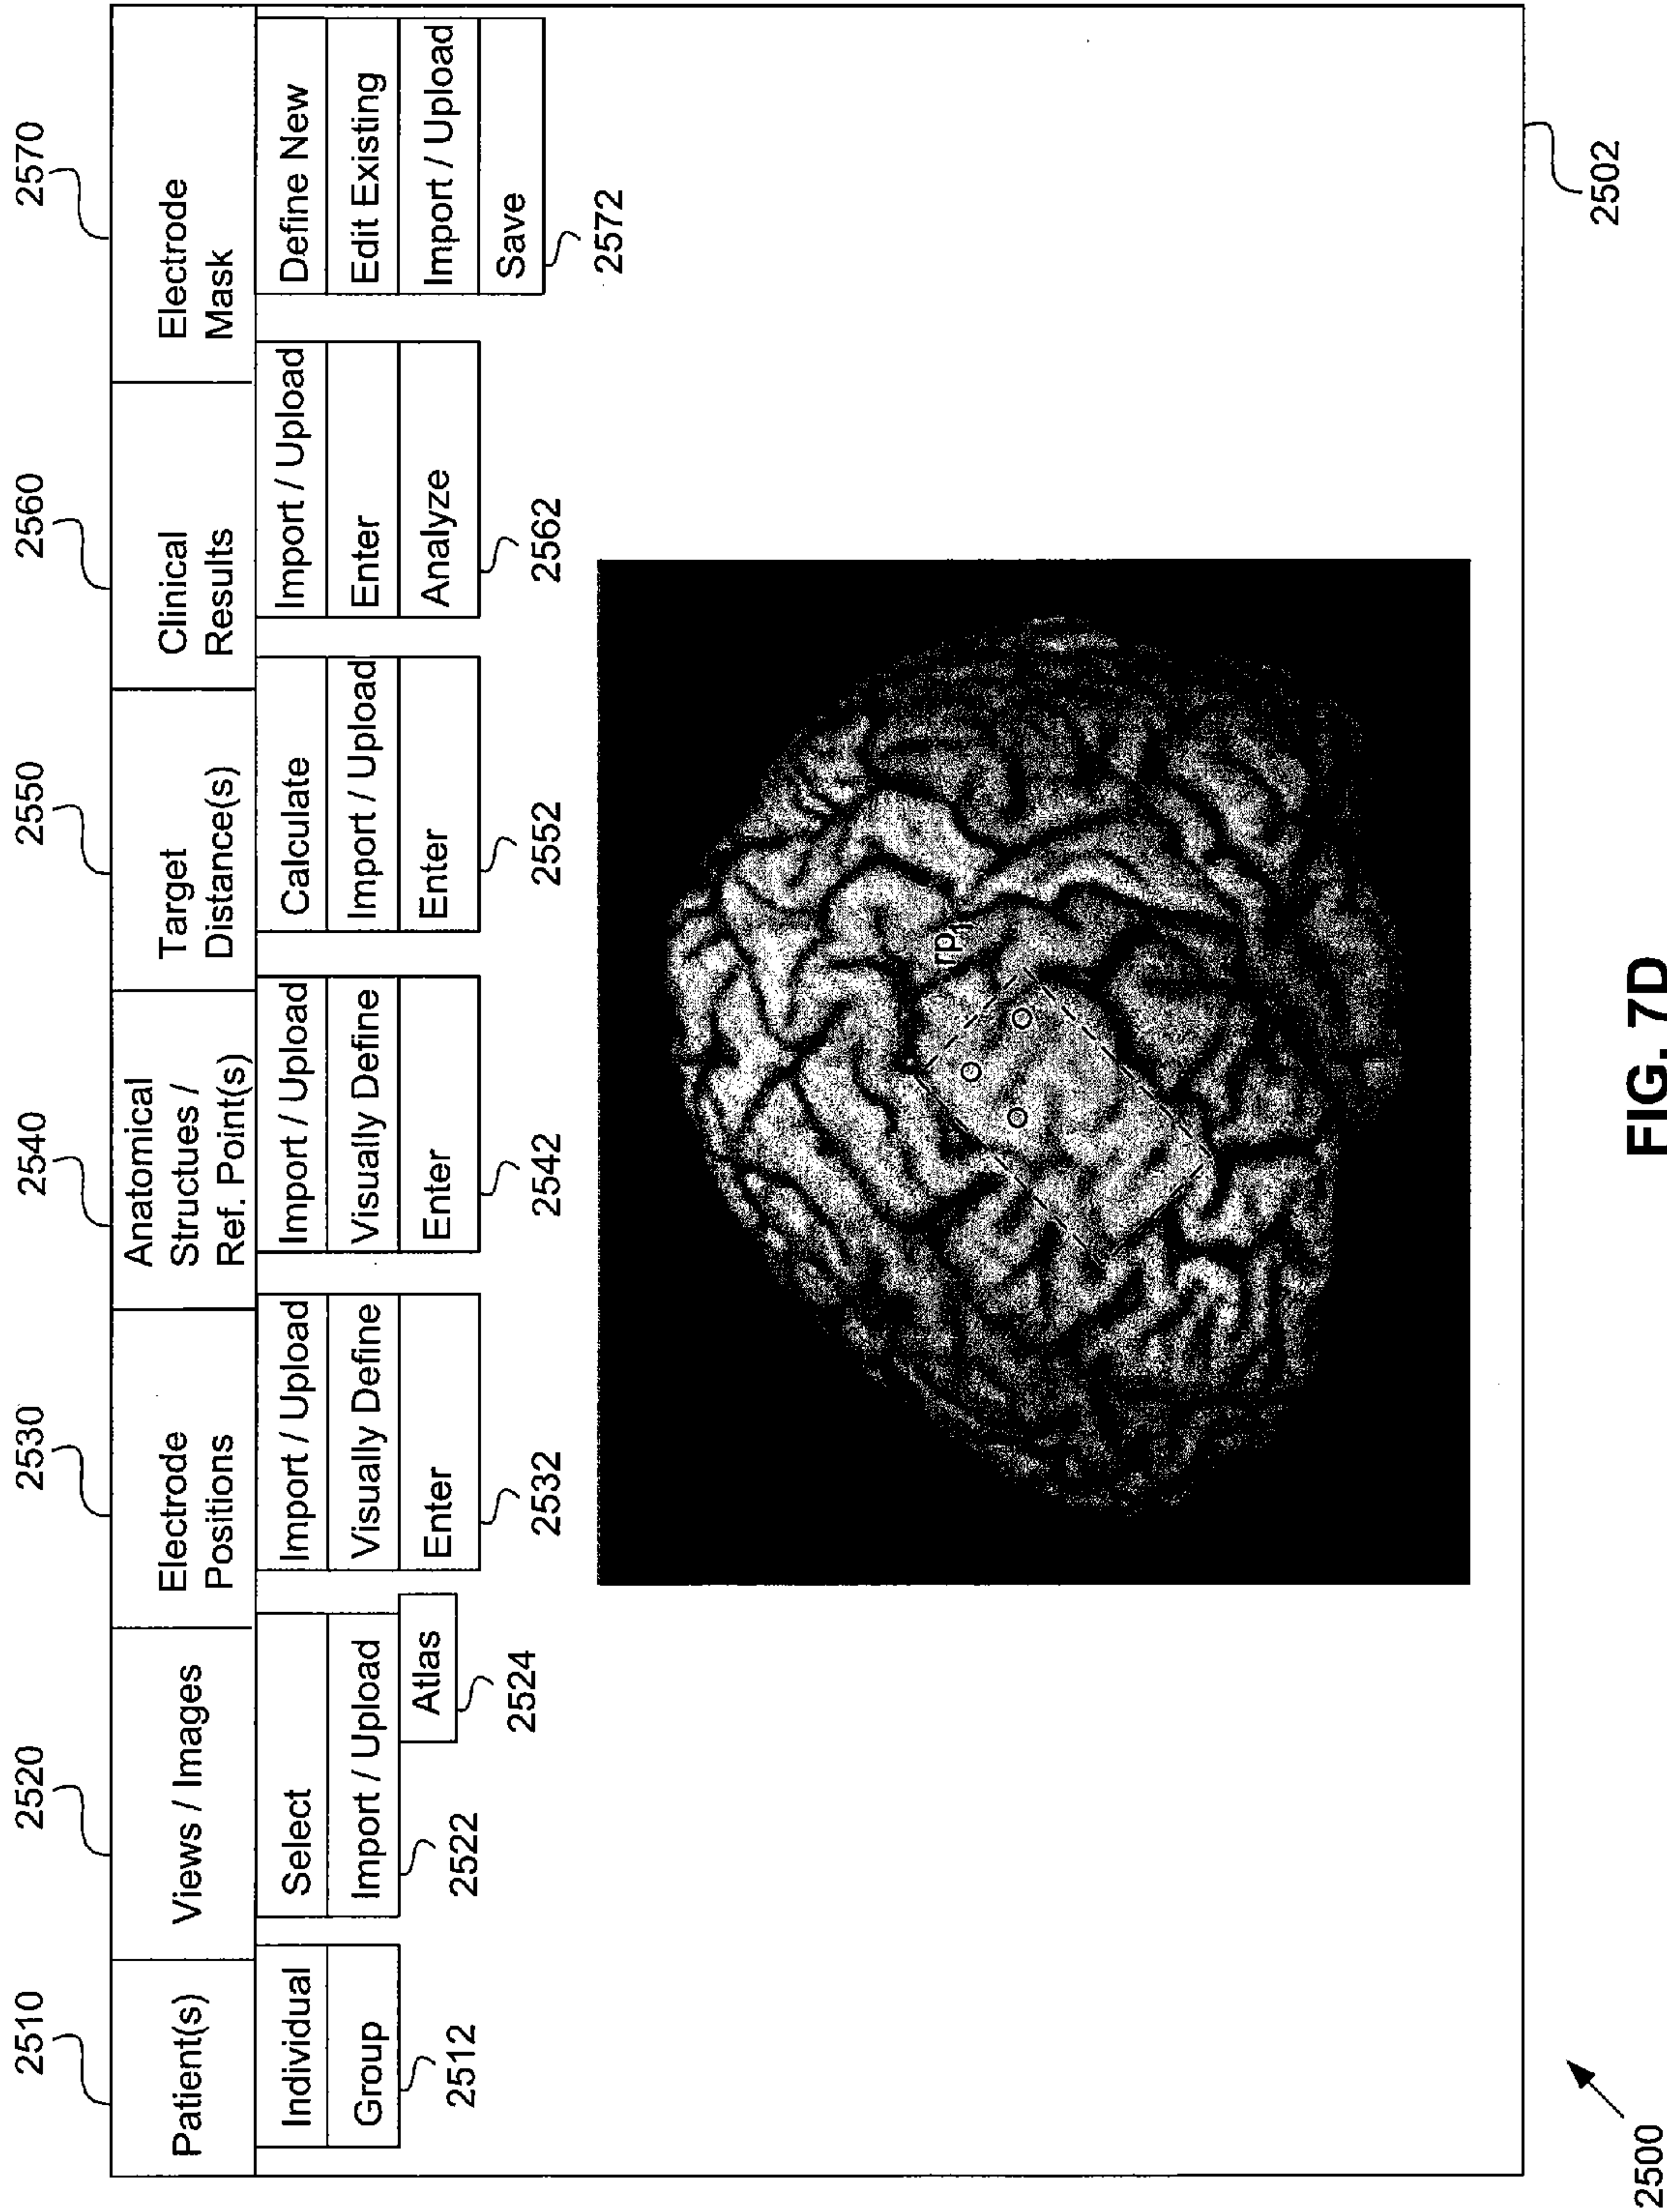 2510
2520
2530
2540
2550
2560
2570
Patient(s)
Views / Images
Electrode
Positions
Anatomical
Structues /
Ref. Point(s)
Target
Distance(s)
Clinical
Results
Electrode
Mask
Individual
Group
2512
Select
Import / Upload
2522
Atlas
2524
Import / Upload
Visually Define
Enter
2532
Import / Upload
Visually Define
Enter
2542
Calculate
Import / Upload
Enter
2552
Import / Upload
Enter
Analyze
2562
Define New
Edit Existing
Import / Upload
Save
2572
rp1
2502
2500
FIG. 7D